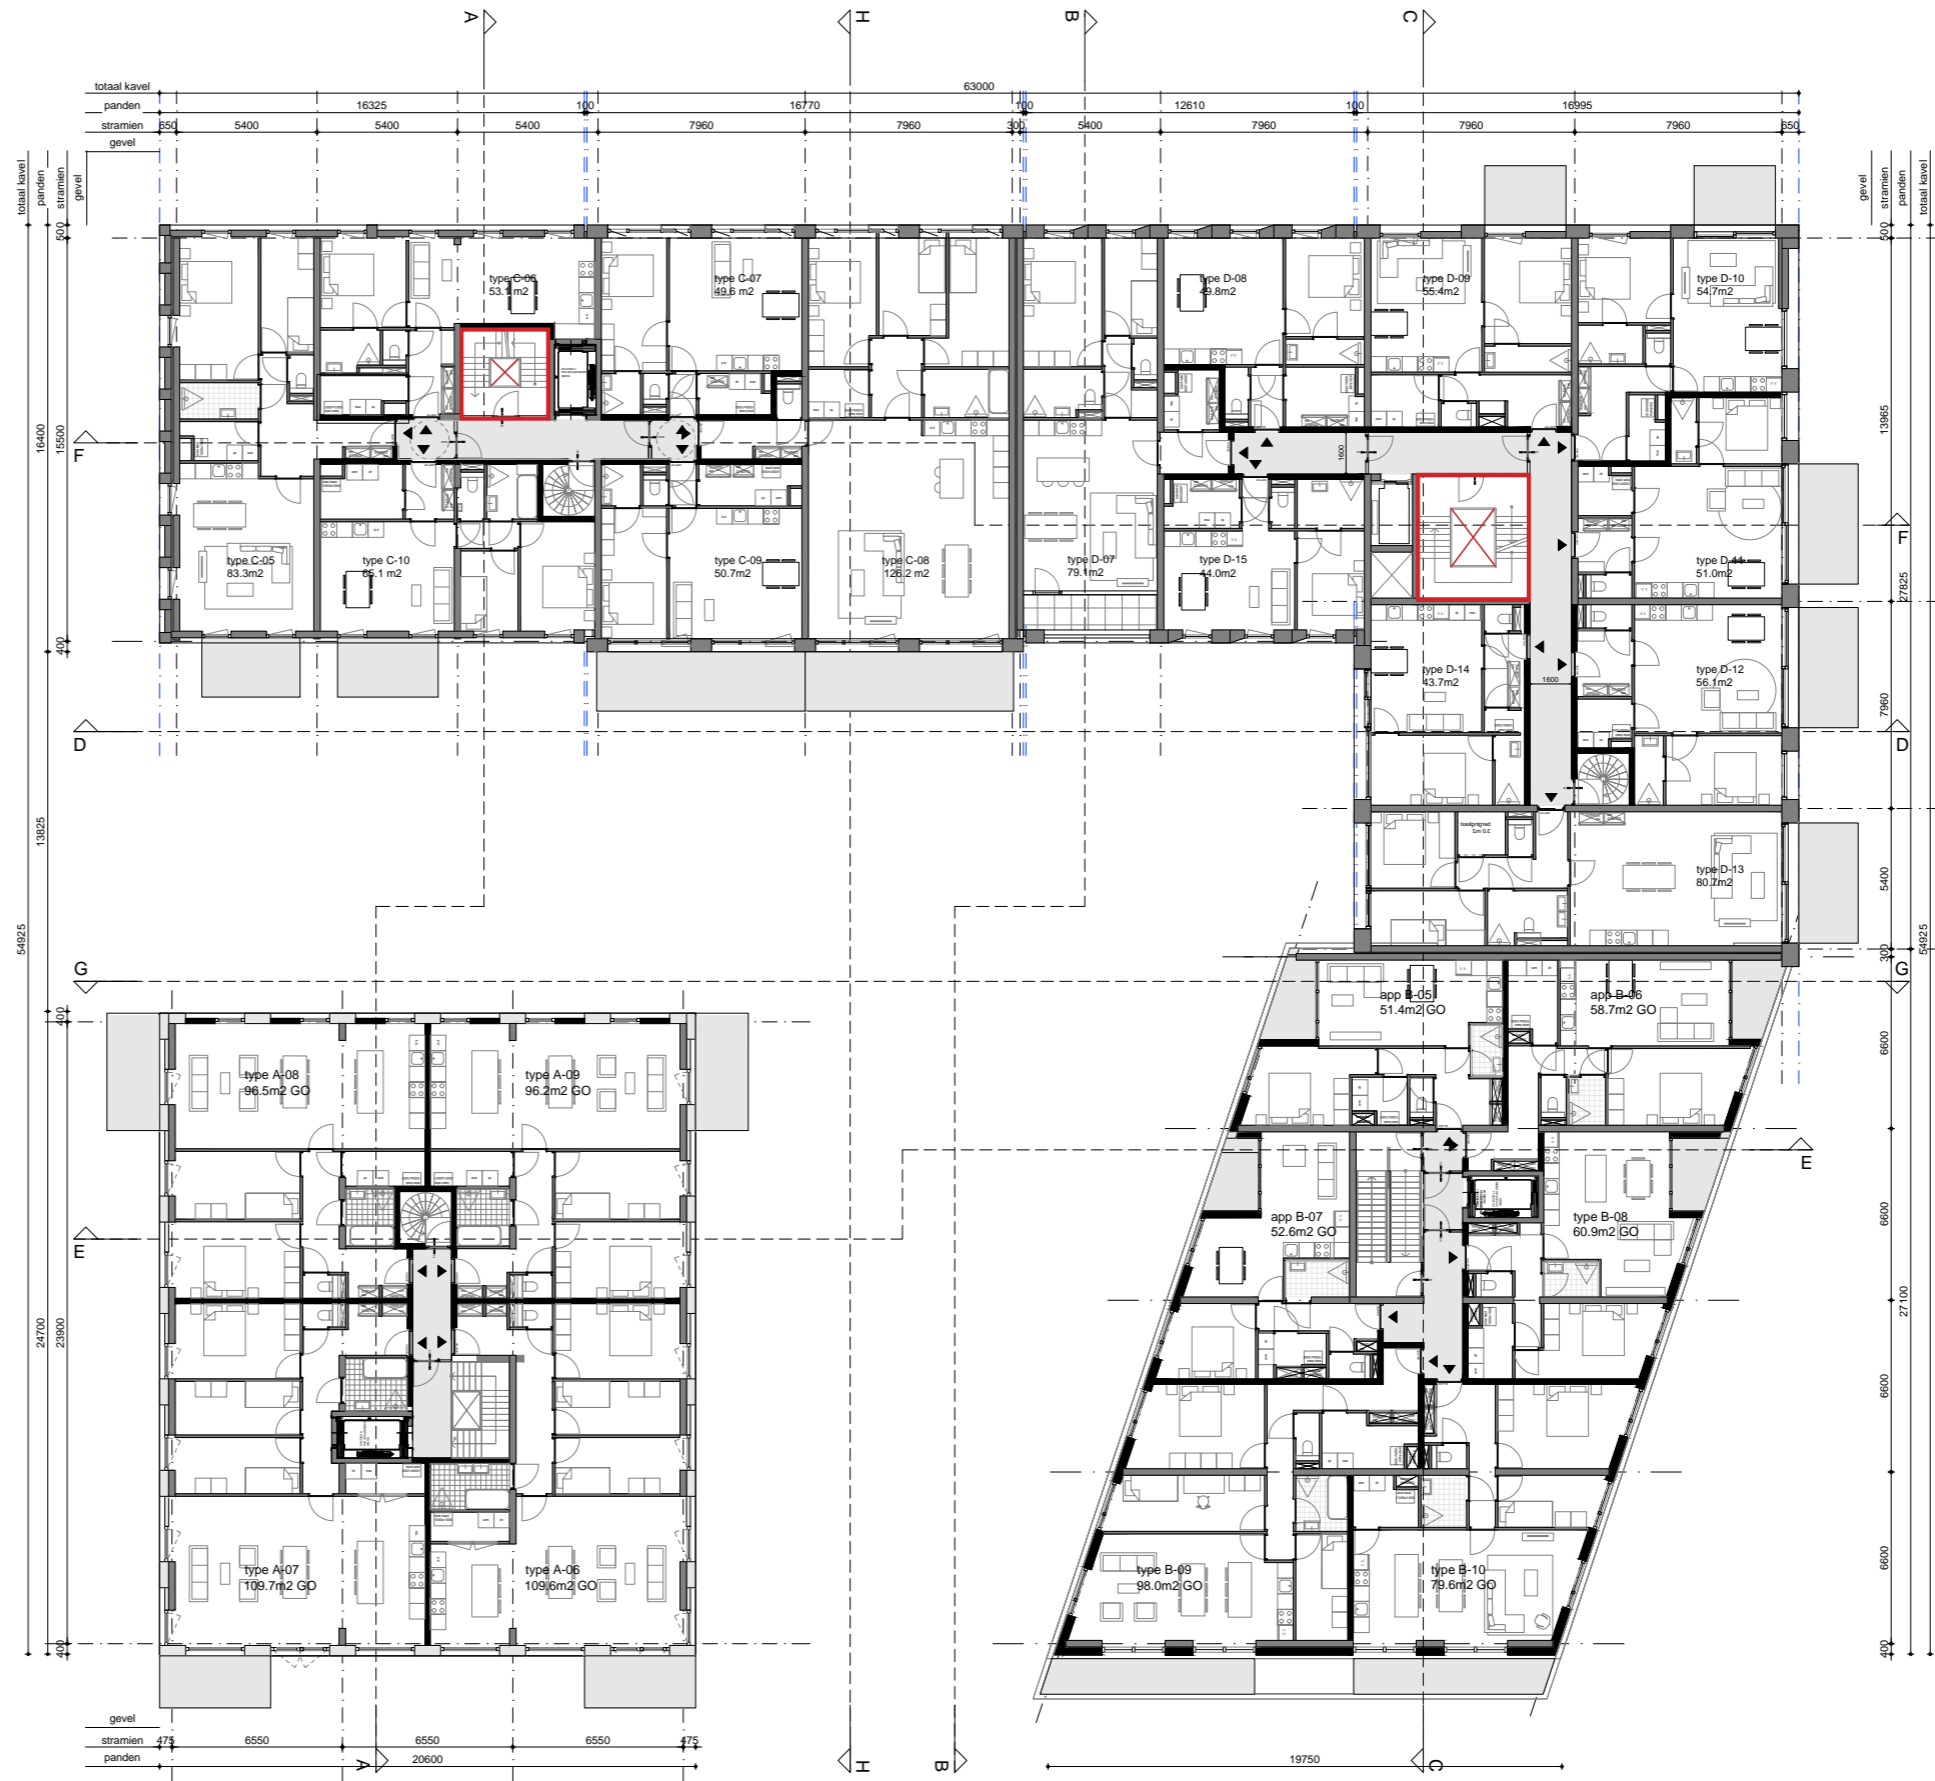 A
H
B
C
totaal kavel
63000
panden
16325
100
16770
100
12610
100
16995
stramien
650
5400
5400
5400
7960
7960
300
5400
7960
7960
7960
650
gevel
totaal kavel
panden
stramien
gevel
gevel
stramien
panden
totaal kavel
500
500
type C-06
53.1 m2
type C-07
49.6 m2
type D-08
49.8m2
type D-09
55.4m2
type D-10
54.7m2
16400
15500
13965
F
1600
F
type C-05
83.3m2
type C-10
65.1 m2
type C-09
50.7m2
type C-08
126.2 m2
type D-07
79.1m2
type D-15
44.0m2
type D-11
51.0m2
27825
400
type D-14
43.7m2
type D-12
56.1m2
1600
7960
D
D
13825
bergingkast
3.0 m2
type D-13
80.7m2
5400
54925
54925
300
G
G
app B-05
51.4m2 GO
app B-06
58.7m2 GO
400
6600
type A-08
96.5m2 GO
type A-09
96.2m2 GO
E
E
app B-07
52.6m2 GO
type B-08
60.9m2 GO
6600
24700
23900
27100
6600
type A-07
109.7m2 GO
type A-06
109.6m2 GO
type B-09
98.0m2 GO
type B-10
79.6m2 GO
6600
400
400
gevel
stramien
475
6550
6550
6550
475
panden
20600
19750
A
H
B
C